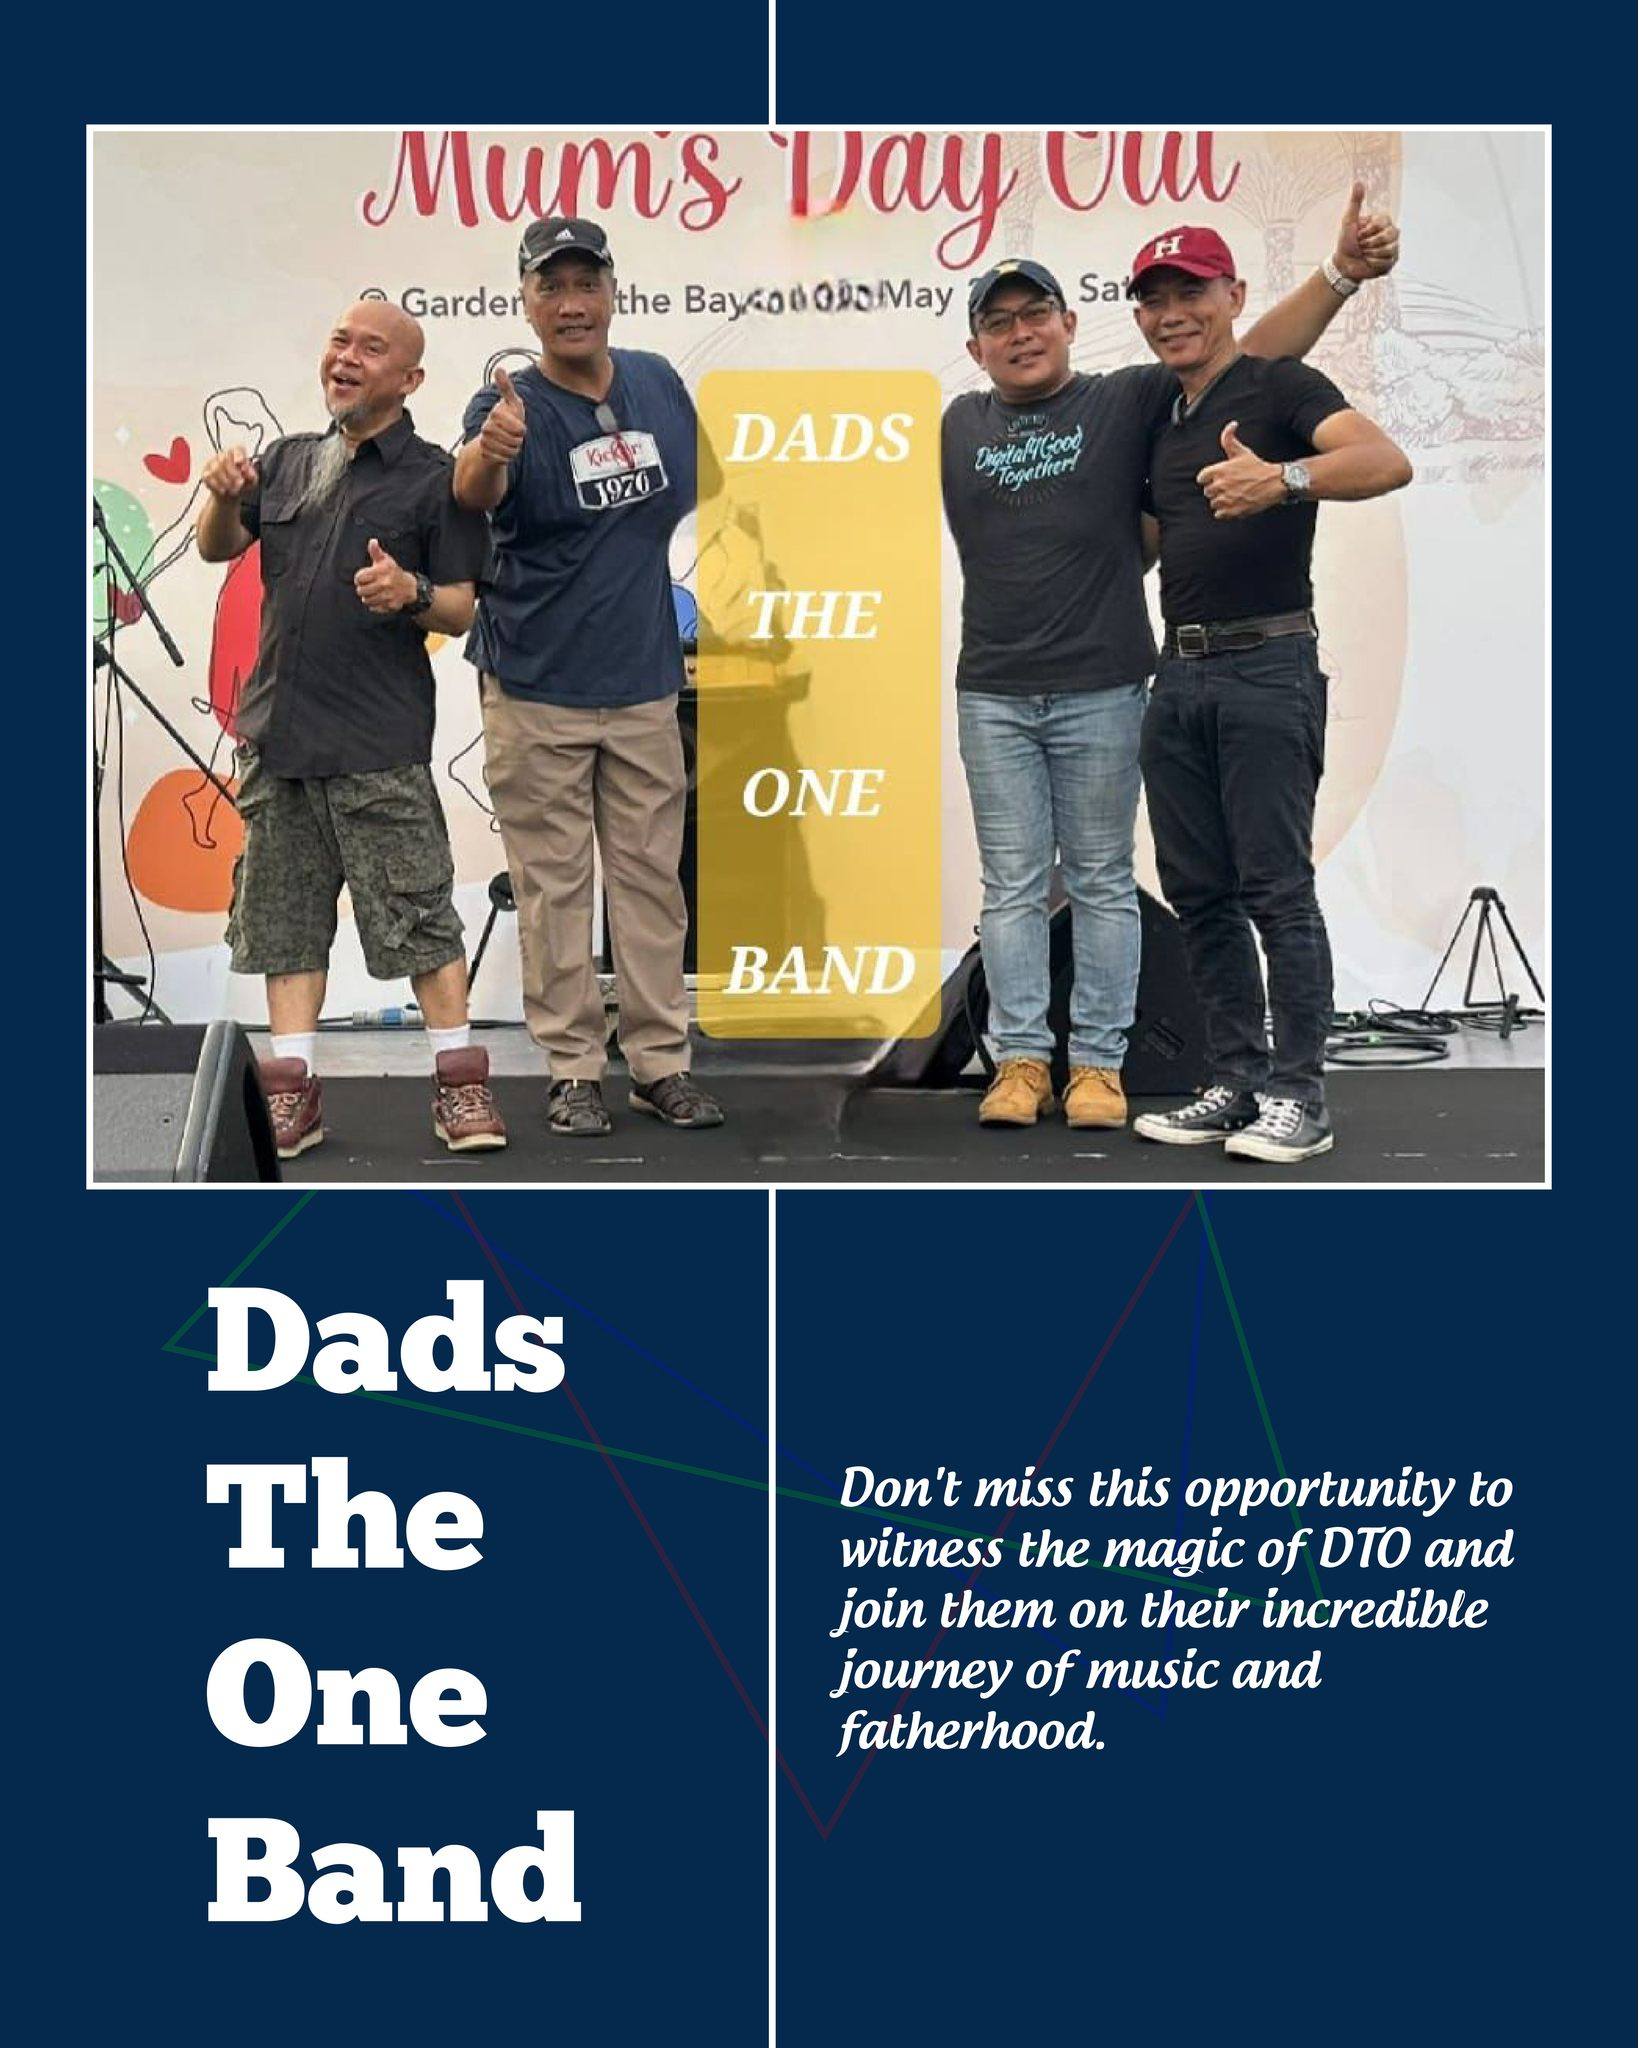 Mum's Day Out
@ Garden the Bay May Sat
H
Kicker
1970
Digital4Good
Together!
DADS
THE
ONE
BAND
Dads
The
One
Band
Don't miss this opportunity to
witness the magic of DTO and
join them on their incredible
journey of music and
fatherhood.